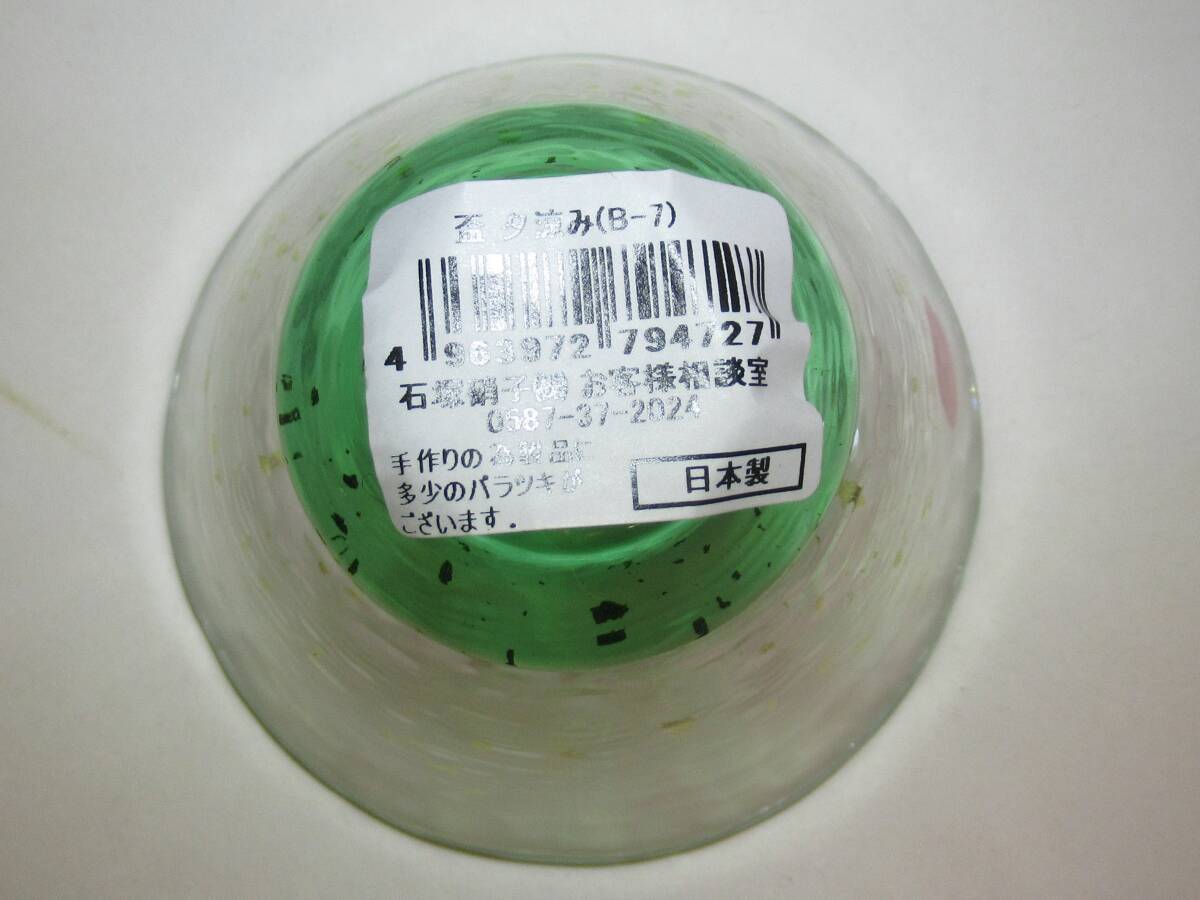 盃 夕涼み(B-7)
4 963972 794727
石塚硝子㈱ お客様相談室
0587-37-2024
手作りの為製品に
多少のバラツキが
ございます.
日本製